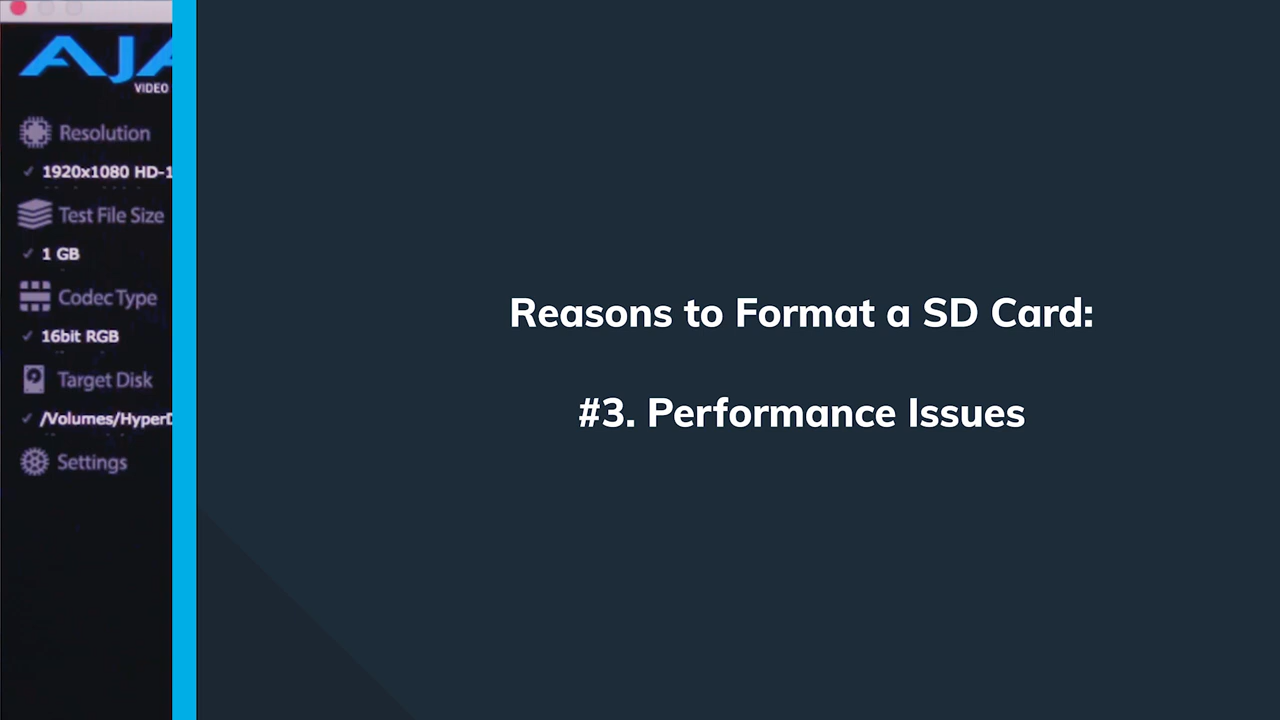 AJA
VIDEO
Resolution
✓ 1920x1080 HD-1
Test File Size
✓ 1 GB
Codec Type
✓ 16bit RGB
Target Disk
✓ /Volumes/HyperD
Settings
Reasons to Format a SD Card:
#3. Performance Issues